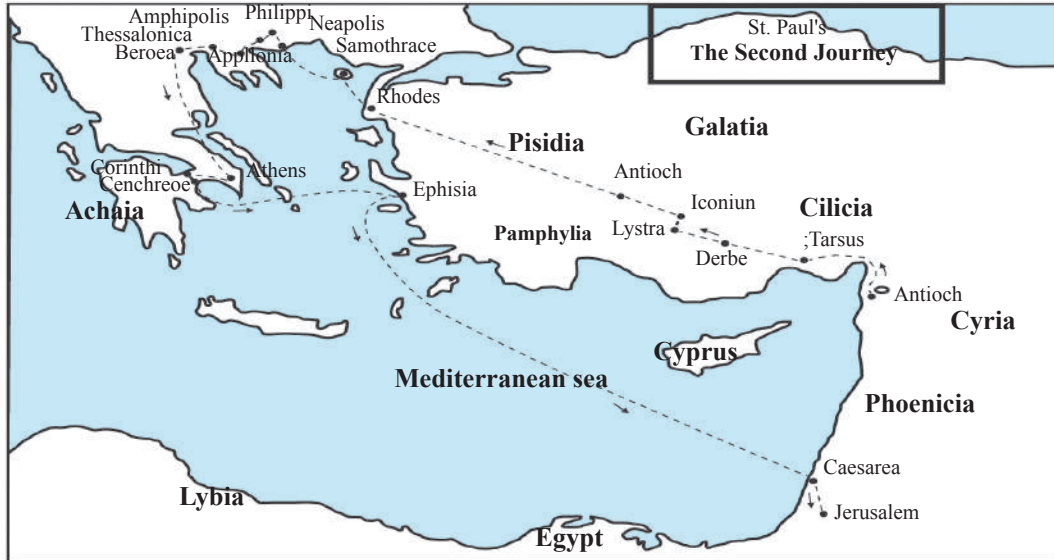 Amphipolis
Philippi
Neapolis
Thessalonica
Beroea
Appllonia
Samothrace
St. Paul's
The Second Journey
Rhodes
Pisidia
Galatia
Corinthi
Cenchreoe
Athens
Achaia
Ephisia
Antioch
Iconiun
Lystra
Cilicia
;Tarsus
Pamphylia
Derbe
Antioch
Cyria
Cyprus
Mediterranean sea
Phoenicia
Caesarea
Jerusalem
Lybia
Egypt